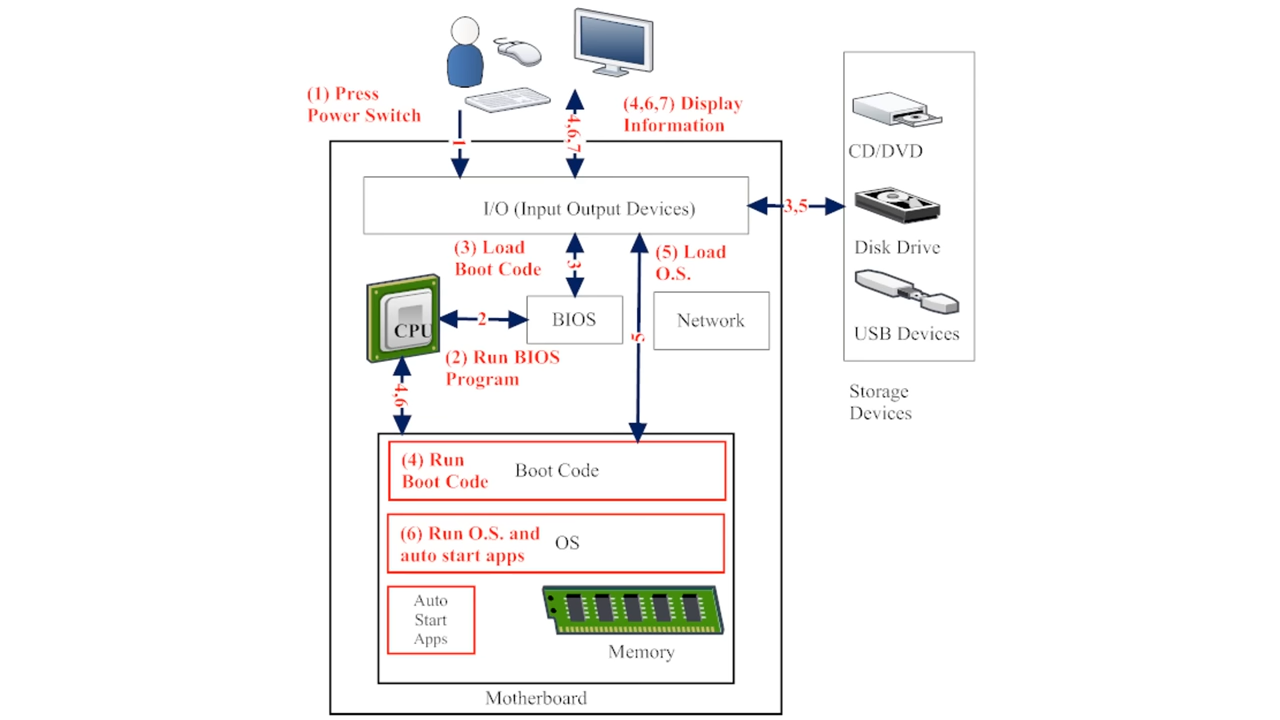 (1) Press
Power Switch
(4,6,7) Display
Information
1
4,6,7
CD/DVD
I/O (Input Output Devices)
3,5
Disk Drive
(3) Load
Boot Code
3
(5) Load
O.S.
CPU
2
BIOS
5
Network
USB Devices
(2) Run BIOS
Program
4,6
Storage
Devices
(4) Run
Boot Code
Boot Code
(6) Run O.S. and
auto start apps
OS
Auto
Start
Apps
Memory
Motherboard